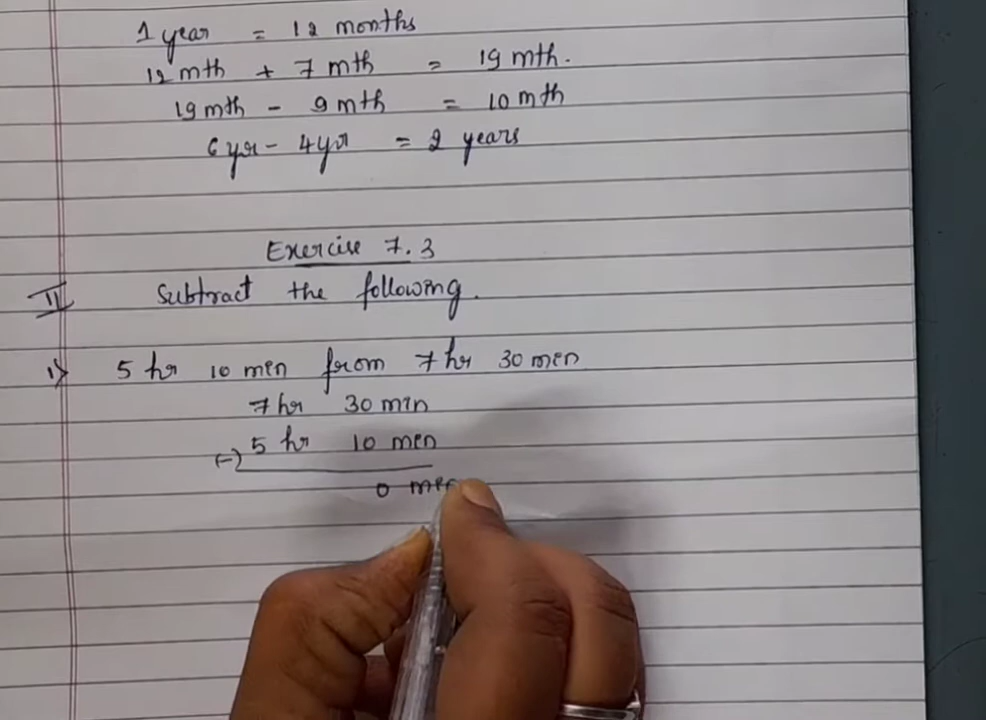 1 year = 12 months
12 mth + 7 mth = 19 mth.
19 mth - 9 mth = 10 mth
6 yr - 4 yr = 2 years
Exercise 7.3
II Subtract the following.
1) 5 hr 10 min from 7 hr 30 min
7 hr 30 min
(-) 5 hr 10 min
0 min